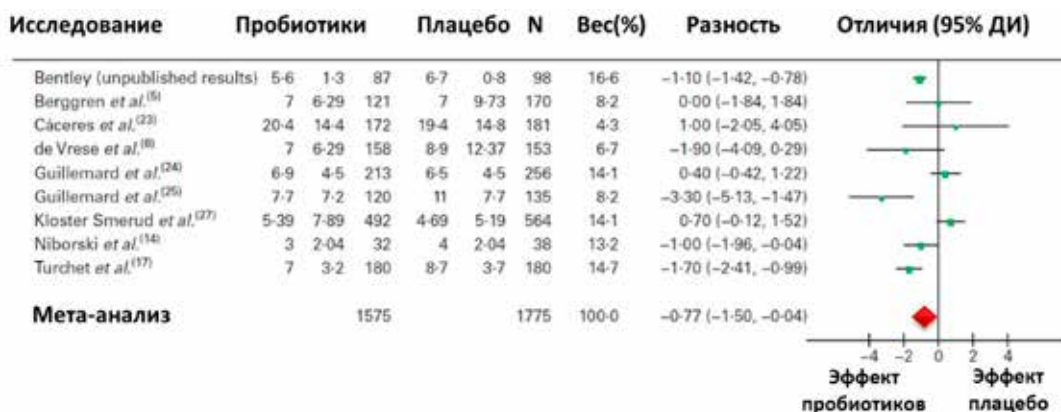 Исследование Пробиотики Плацебо N Вес(%) Разность Отличия (95% ДИ)
Bentley (unpublished results) 5·6 1·3 87 6·7 0·8 98 16·6 −1·10 (−1·42, −0·78)
Berggren et al.(5) 7 6·29 121 7 9·73 170 8·2 0·00 (−1·84, 1·84)
Cáceres et al.(23) 20·4 14·4 172 19·4 14·8 181 4·3 1·00 (−2·05, 4·05)
de Vrese et al.(6) 7 6·29 158 8·9 12·37 153 6·7 −1·90 (−4·09, 0·29)
Guillemard et al.(24) 6·9 4·5 213 6·5 4·5 256 14·1 0·40 (−0·42, 1·22)
Guillemard et al.(25) 7·7 7·2 120 11 7·7 135 8·2 −3·30 (−5·13, −1·47)
Kloster Smerud et al.(27) 5·39 7·89 492 4·69 5·19 564 14·1 0·70 (−0·12, 1·52)
Niborski et al.(14) 3 2·04 32 4 2·04 38 13·2 −1·00 (−1·96, −0·04)
Turchet et al.(17) 7 3·2 180 8·7 3·7 180 14·7 −1·70 (−2·41, −0·99)
Мета-анализ 1575 1775 100·0 −0·77 (−1·50, −0·04)
−4 −2 0 2 4
Эффект Эффект
пробиотиков плацебо